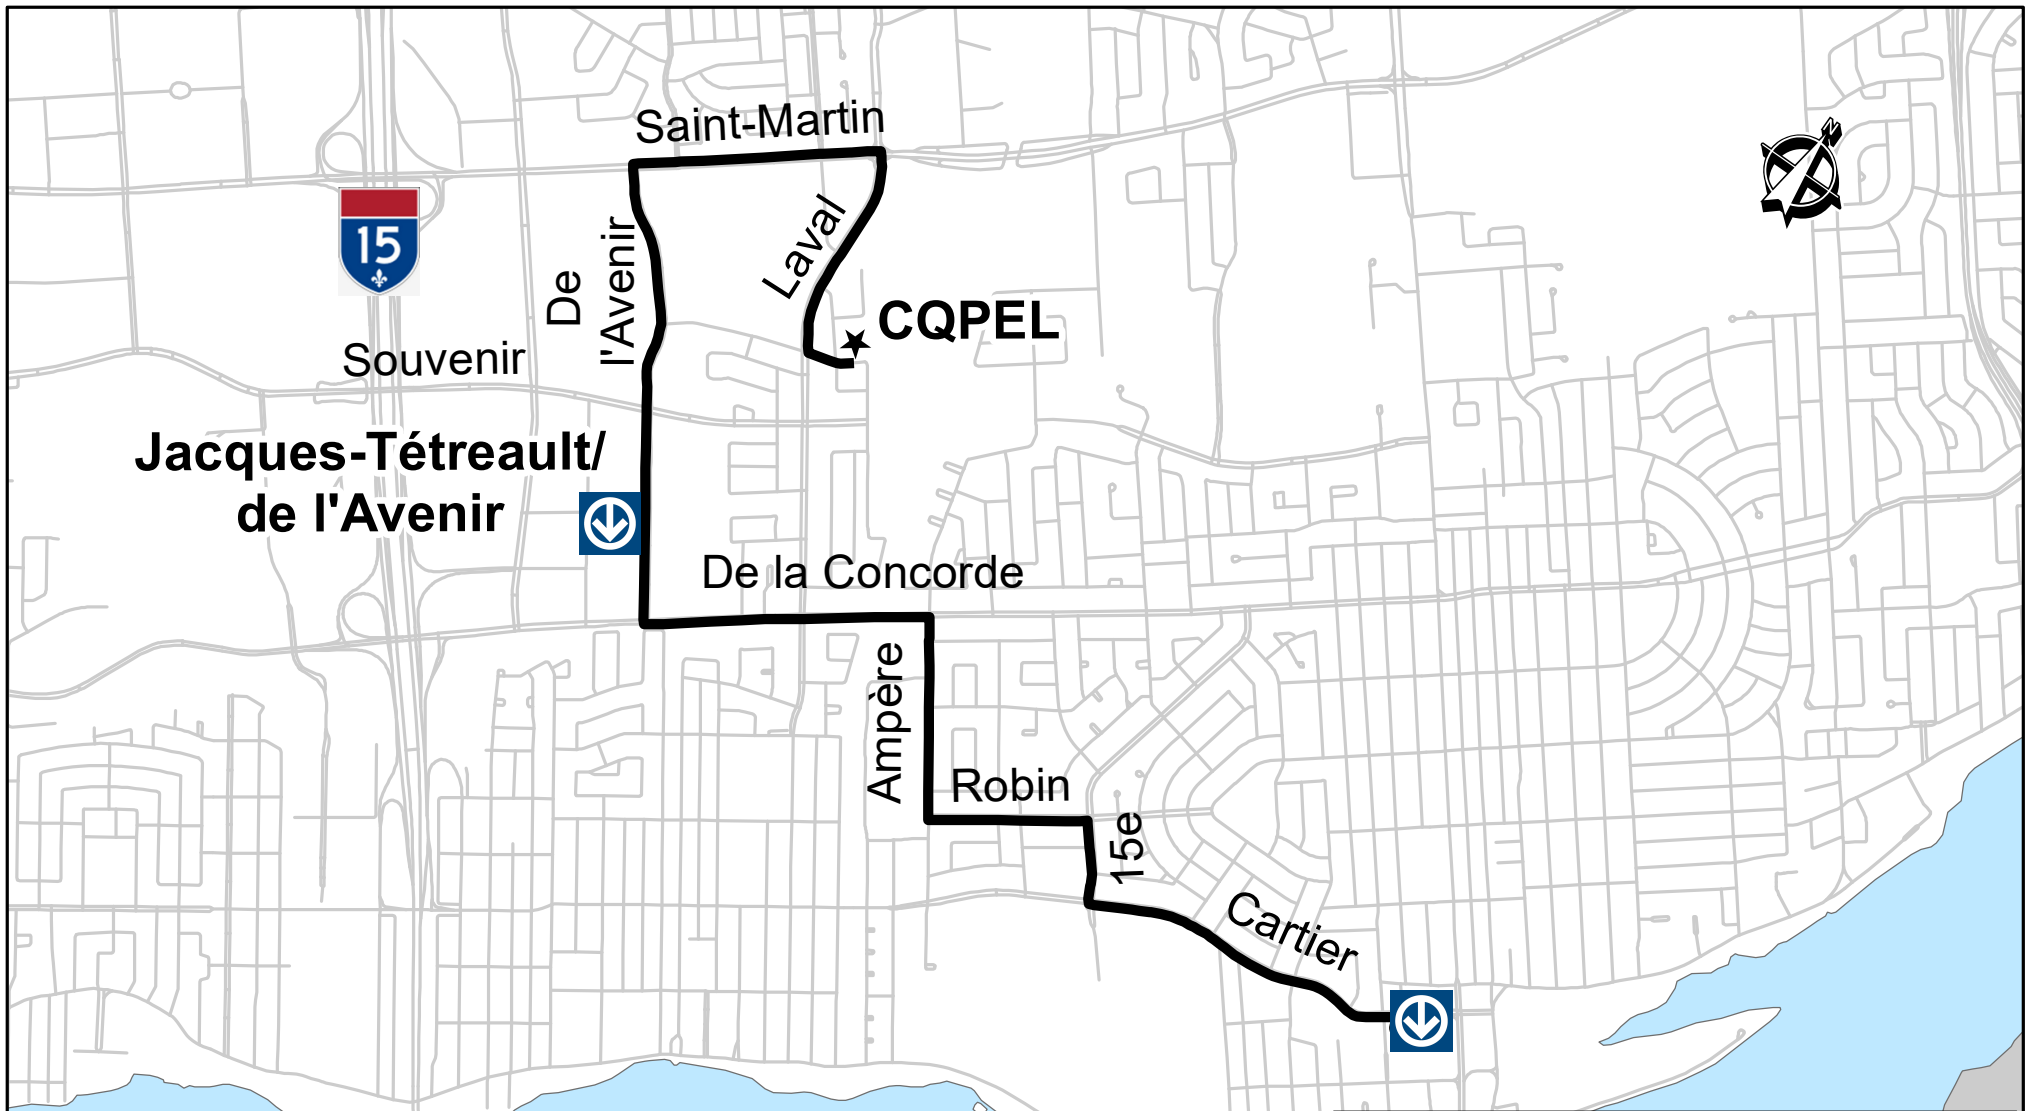 Saint-Martin
N
15
De
l'Avenir
Laval
CQPEL
Souvenir
Jacques-Tétreault/
de l'Avenir
De la Concorde
Ampère
Robin
15e
Cartier